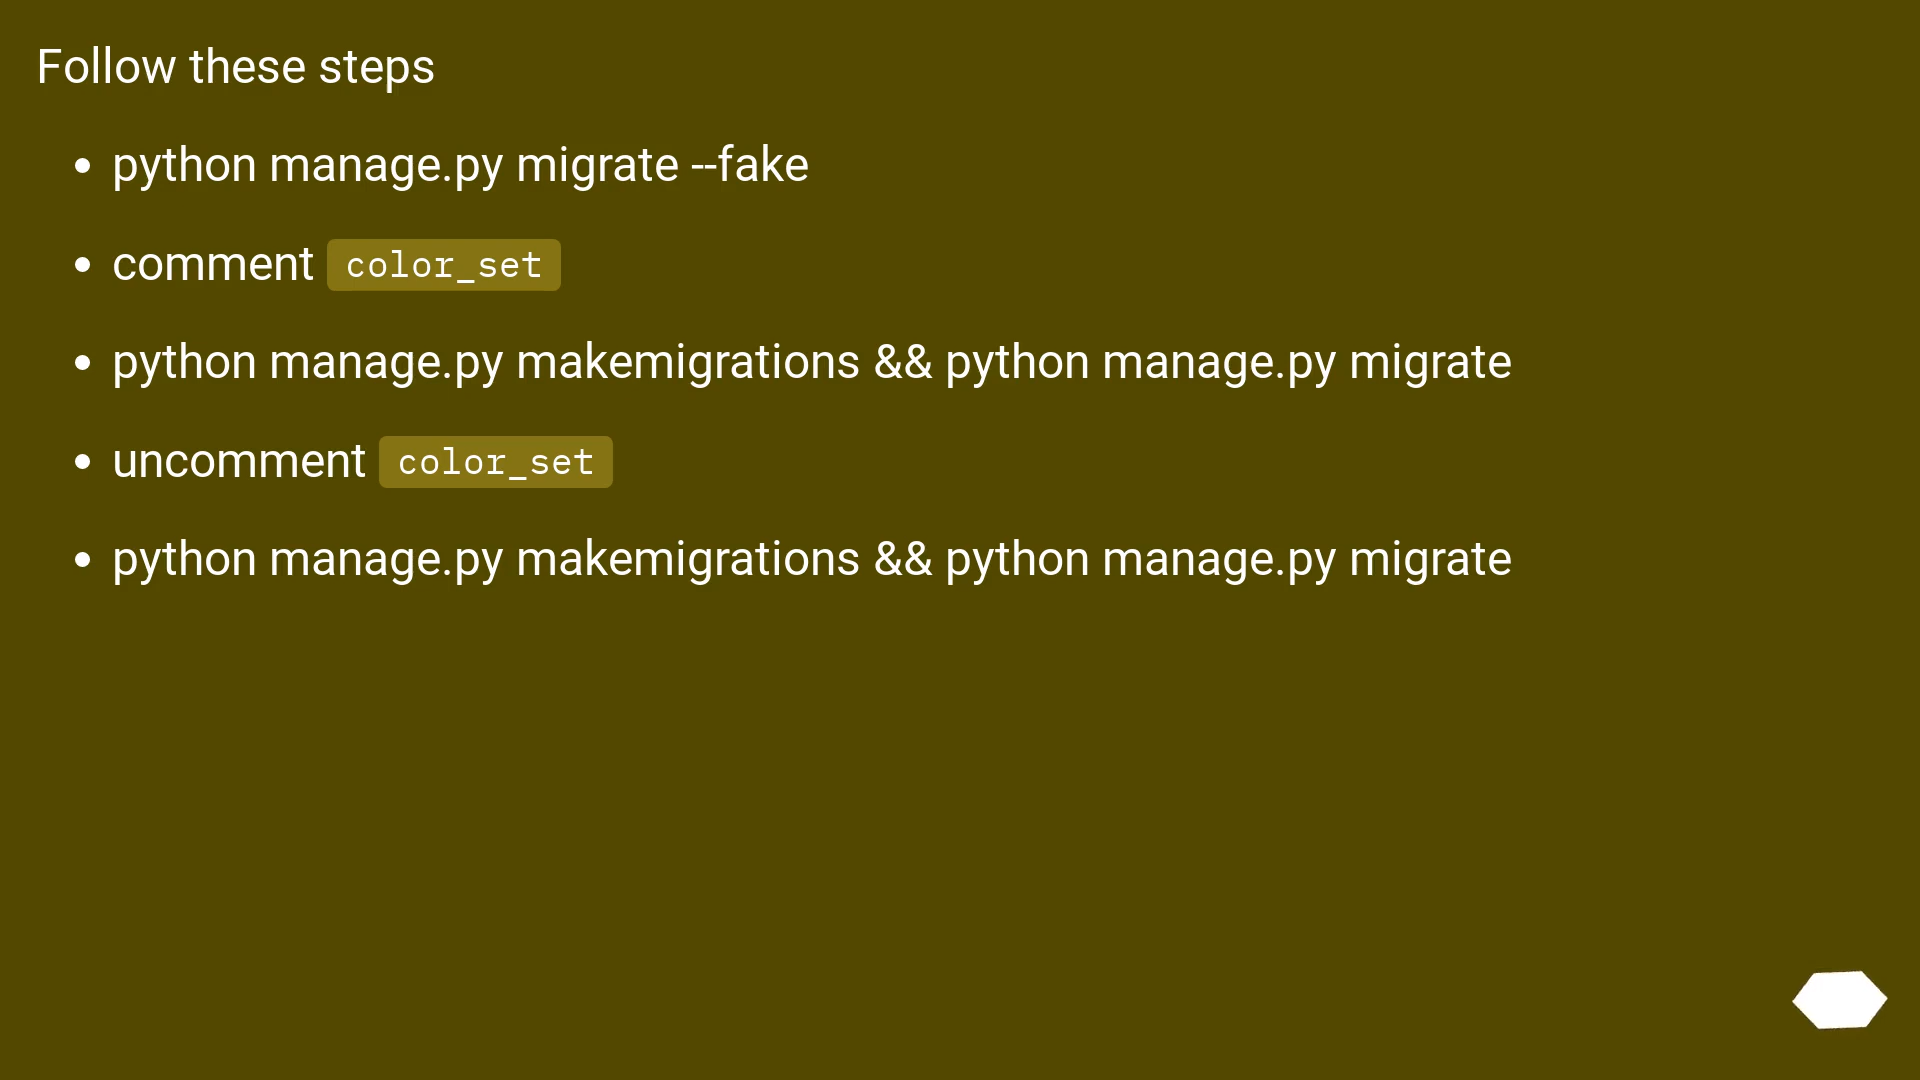 Follow these steps
• python manage.py migrate --fake
• comment color_set
• python manage.py makemigrations && python manage.py migrate
• uncomment color_set
• python manage.py makemigrations && python manage.py migrate